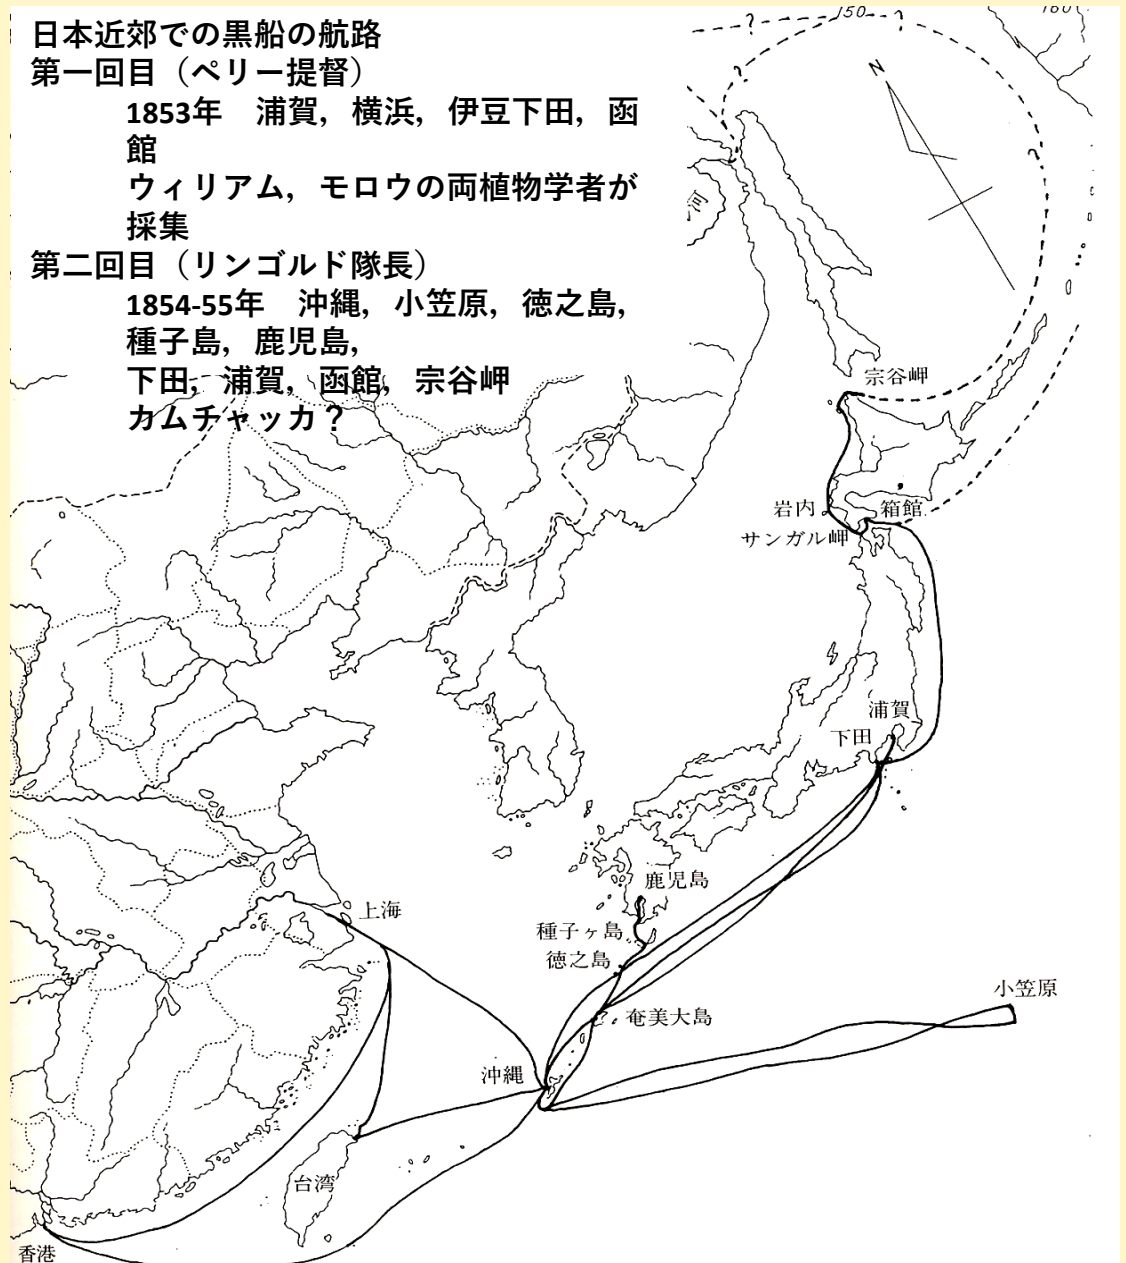 日本近郊での黒船の航路
第一回目（ペリー提督）
1853年　浦賀，横浜，伊豆下田，函
館
ウィリアム，モロウの両植物学者が
採集
第二回目（リンゴルド隊長）
1854-55年　沖縄，小笠原，徳之島，
種子島，鹿児島，
下田，浦賀，函館，宗谷岬
カムチャッカ？
150
160
?
?
?
N
河
宗谷岬
岩内
箱館
サンガル岬
浦賀
下田
鹿児島
上海
種子ヶ島
徳之島
小笠原
奄美大島
沖縄
台湾
香港